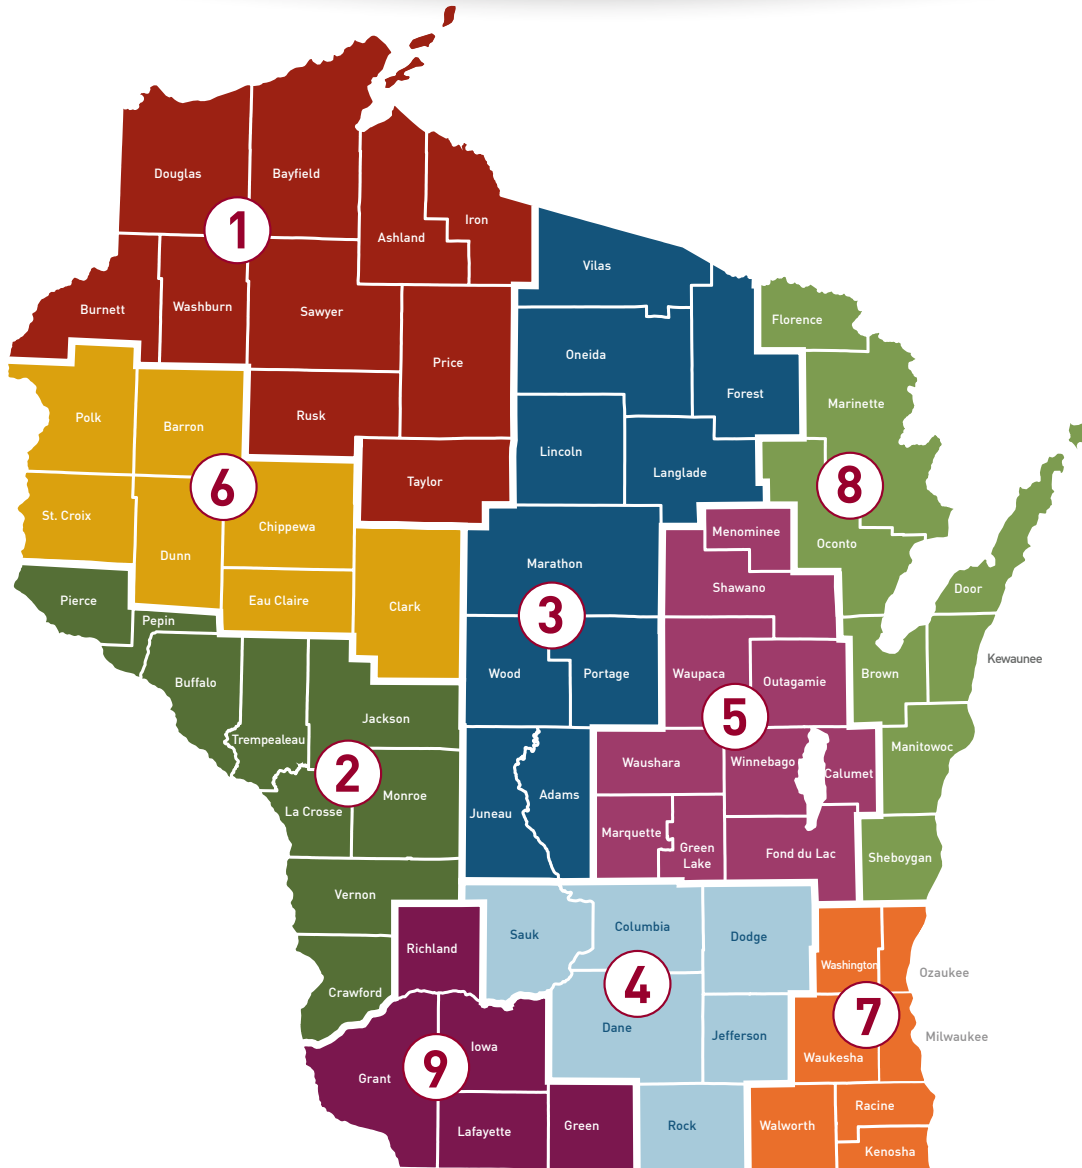 Douglas
Bayfield
1
Iron
Ashland
Vilas
Burnett
Washburn
Sawyer
Florence
Oneida
Price
Forest
Marinette
Polk
Rusk
Barron
Lincoln
Langlade
Taylor
6
8
St. Croix
Chippewa
Menominee
Oconto
Dunn
Marathon
Shawano
Door
Pierce
Eau Claire
Clark
3
Pepin
Kewaunee
Buffalo
Wood
Portage
Waupaca
Outagamie
Brown
5
Jackson
Trempealeau
Manitowoc
Waushara
Winnebago
Calumet
2
Monroe
Adams
La Crosse
Juneau
Marquette
Green
Lake
Fond du Lac
Sheboygan
Vernon
Columbia
Sauk
Dodge
Richland
Washington
Ozaukee
4
Crawford
7
Dane
Jefferson
Milwaukee
Iowa
Waukesha
9
Grant
Racine
Lafayette
Green
Rock
Walworth
Kenosha